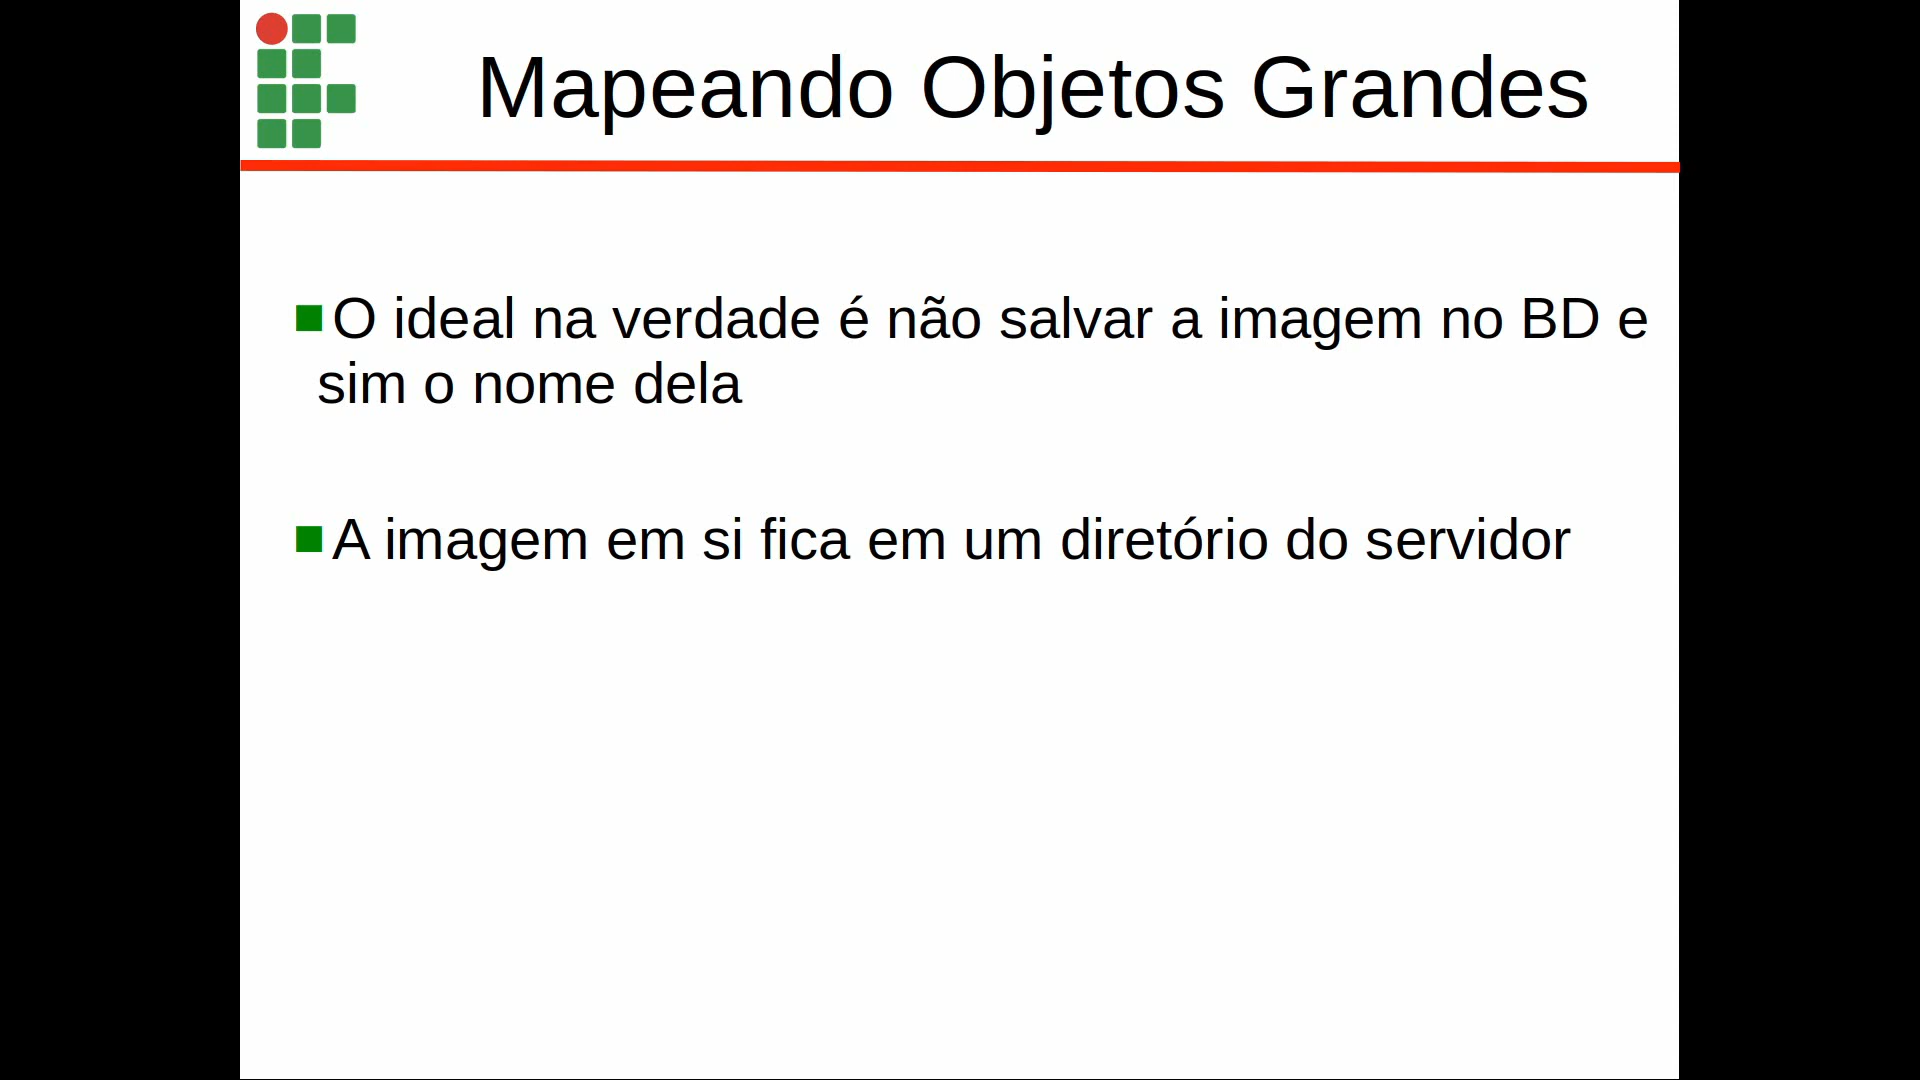 Mapeando Objetos Grandes
O ideal na verdade é não salvar a imagem no BD e
sim o nome dela
A imagem em si fica em um diretório do servidor